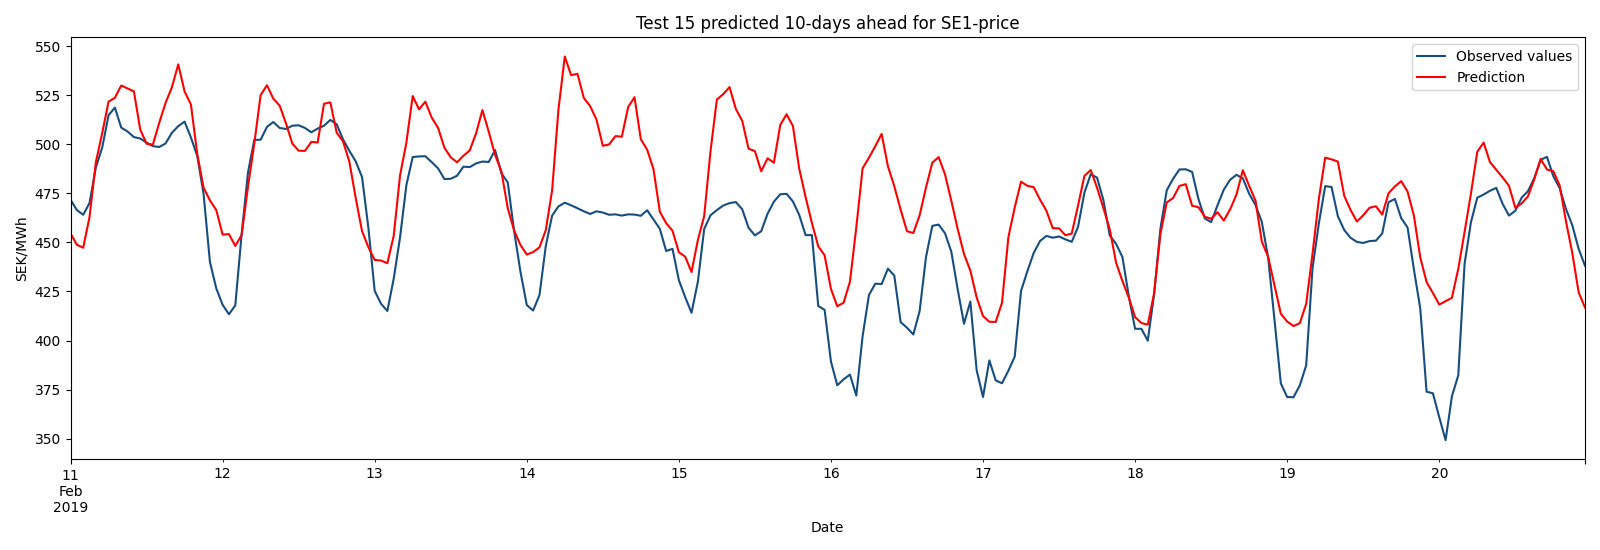 Test 15 predicted 10-days ahead for SE1-price
Observed values
Prediction
SEK/MWh
550
525
500
475
450
425
400
375
350
11 12 13 14 15 16 17 18 19 20
Feb
2019
Date